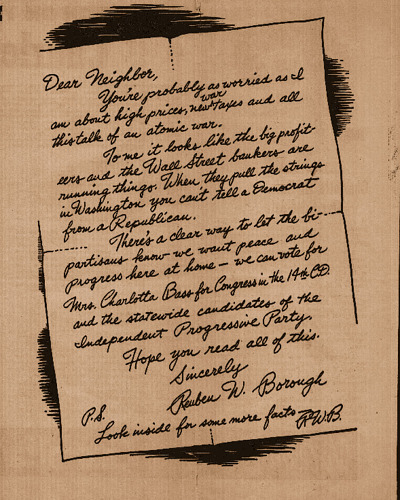 Dear Neighbor,
You're probably as worried as I
am about high prices, new war taxes and all
this talk of an atomic war.
To me it looks like the big profit-
eers and the Wall Street bankers are
running things. When they pull the strings
in Washington you can't tell a Democrat
from a Republican.
There's a clear way to let the bi-
partisans know we want peace and
progress here at home — we can vote for
Mrs. Charlotta Bass for Congress in the 14th C.D.
and the statewide candidates of the
Independent Progressive Party.
Hope you read all of this.
Sincerely
Reuben W. Borough
P.S.
Look inside for some more facts R.W.B.